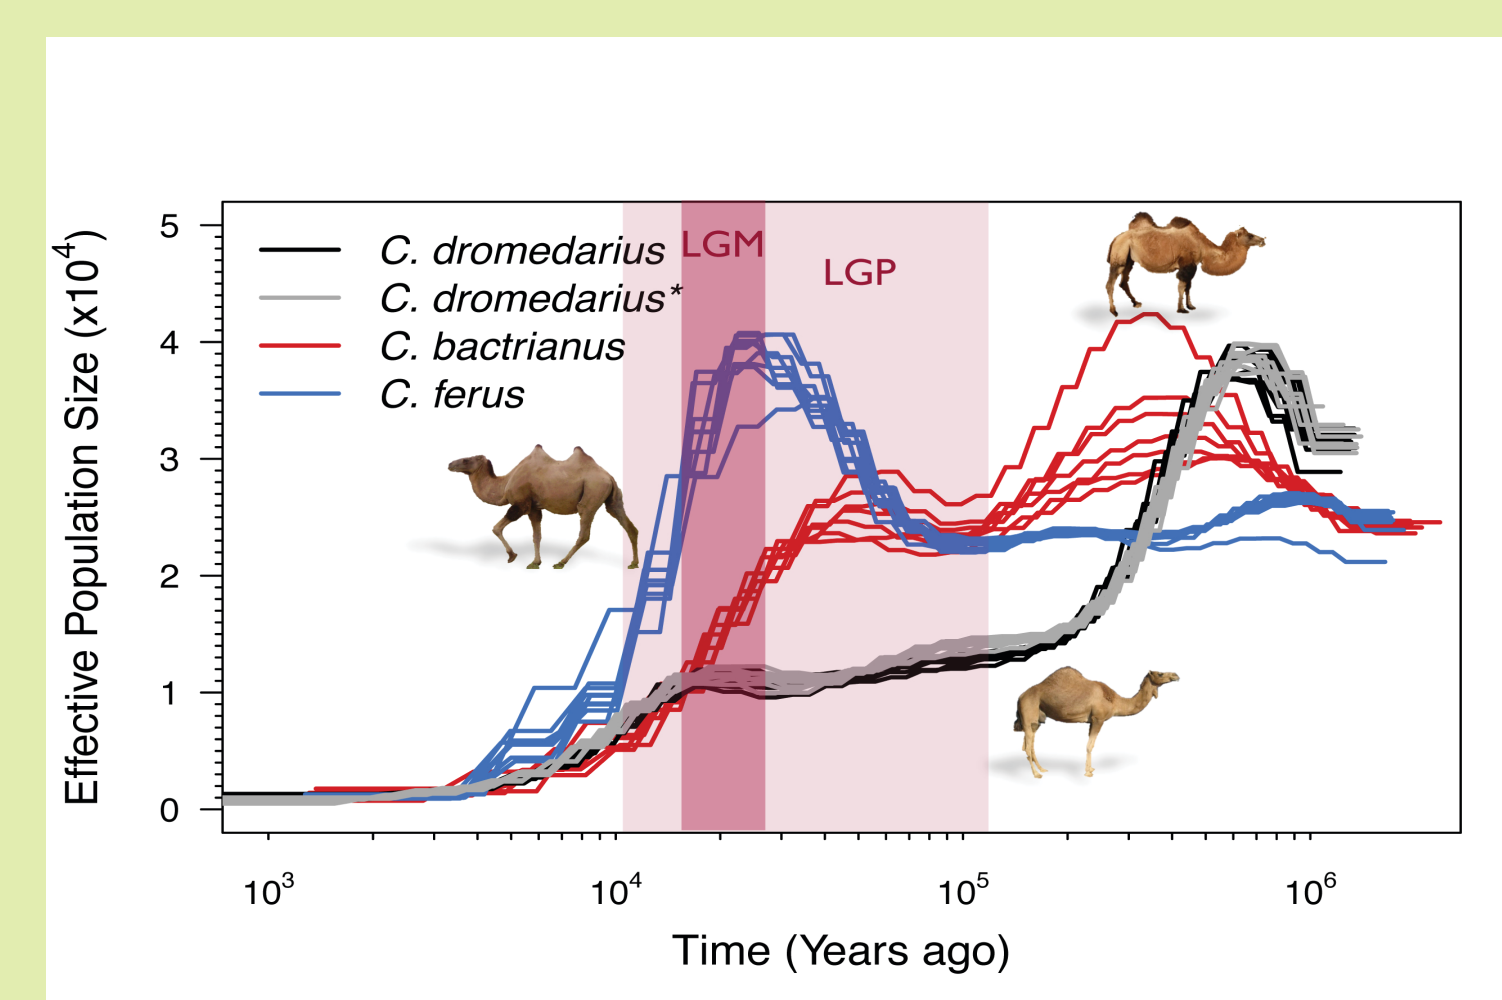 C. dromedarius
C. dromedarius*
C. bactrianus
C. ferus
LGM
LGP
Effective Population Size (x10⁴)
5
4
3
2
1
0
10³ 10⁴ 10⁵ 10⁶
Time (Years ago)